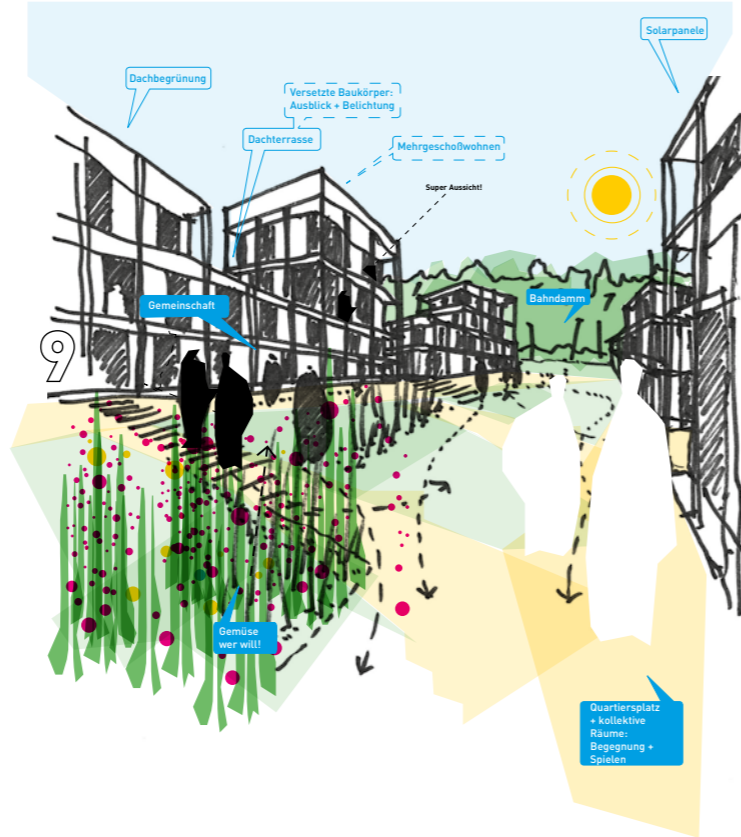 Solarpanele
Dachbegrünung
Versetzte Baukörper:
Ausblick + Belichtung
Dachterrasse
Mehrgeschoßwohnen
Super Aussicht!
Bahndamm
Gemeinschaft
9
Gemüse
wer will!
Quartiersplatz
+ kollektive
Räume:
Begegnung +
Spielen